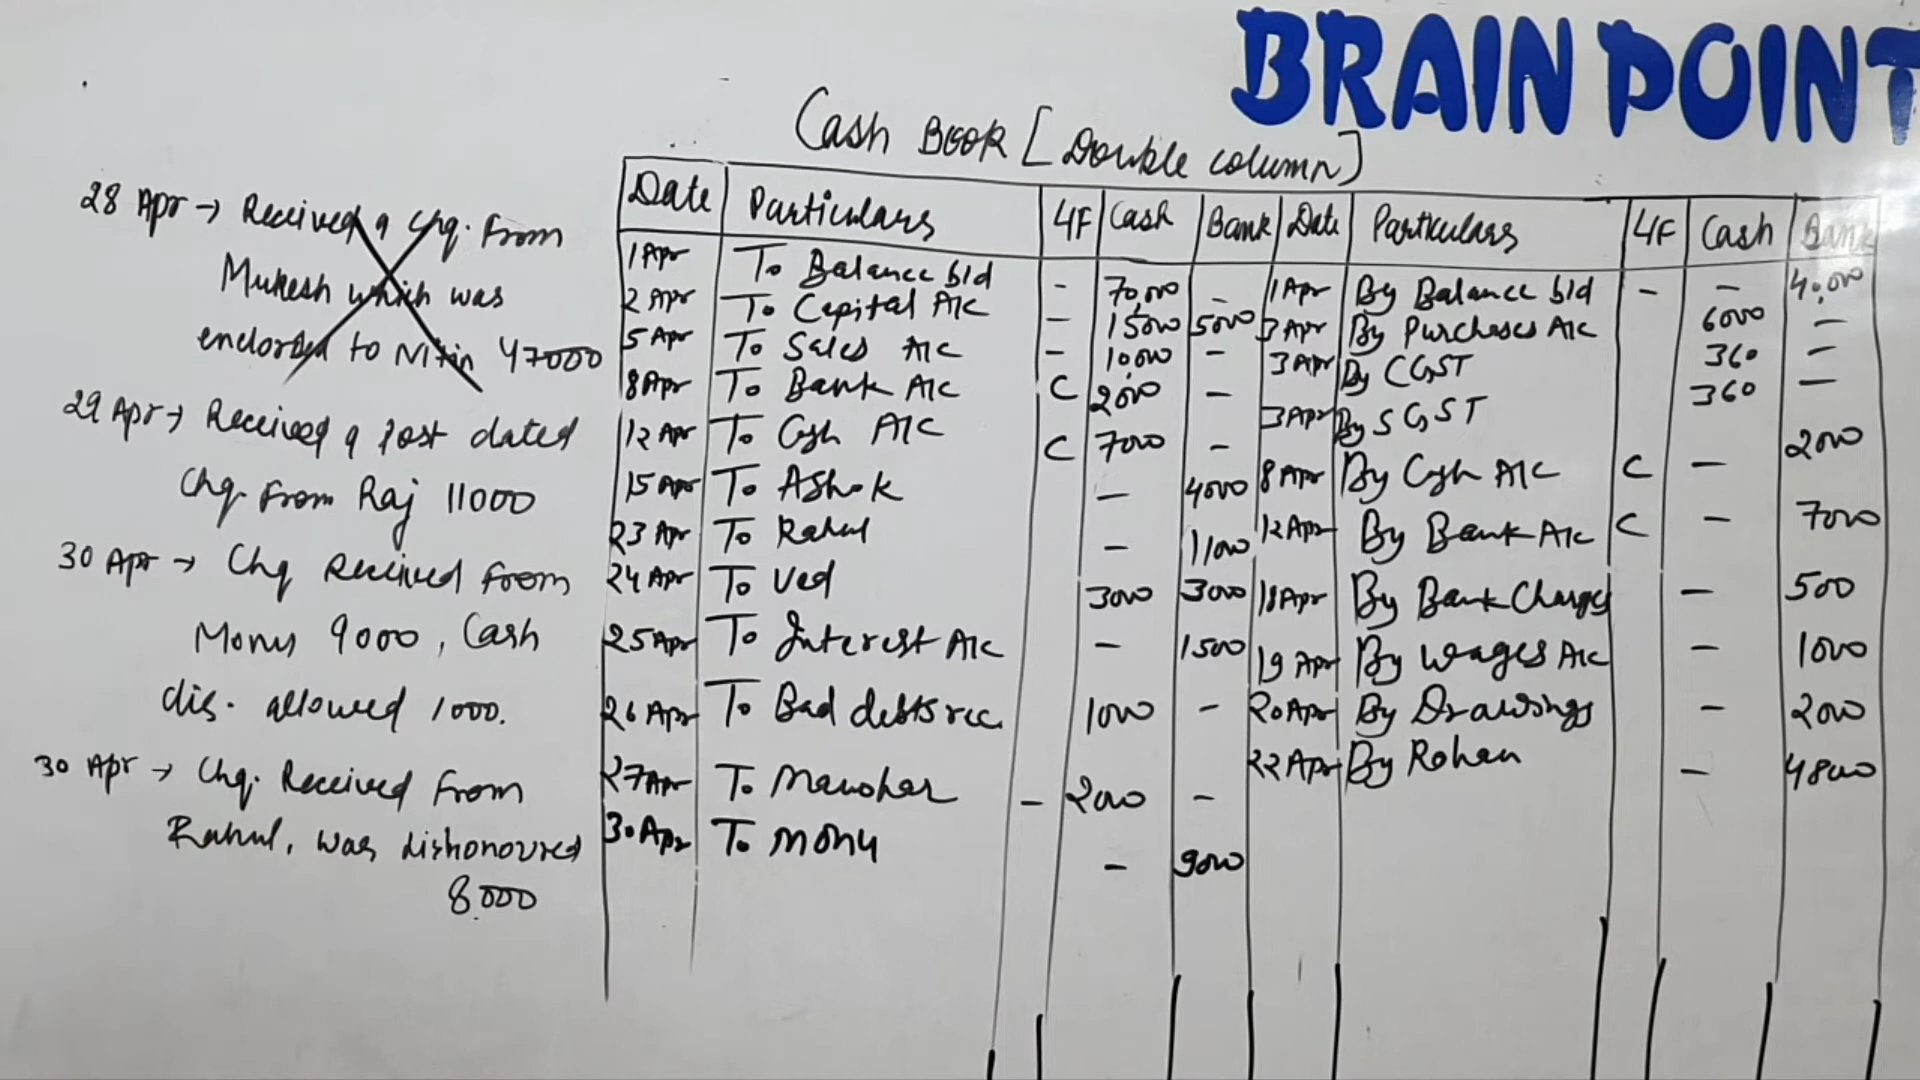 BRAIN POINT
Cash Book [Double column]
28 Apr → Received a chq. from
Mukesh which was
endorsed to Nitin 47000
29 Apr → Received a Post dated
Chq. From Raj 11000
30 Apr → Chq Received from
Monu 9000, Cash
dis. allowed 1000.
30 Apr → Chq. Received from
Rahul, was dishonoured
8000
Date Particulars LF Cash Bank Date Particulars LF Cash Bank
1 Apr To Balance b/d - 70,000 - 1 Apr By Balance b/d - - 40,000
2 Apr To Capital A/c - 15000 5000 3 Apr By Purchases A/c 6000 -
5 Apr To Sales A/c - 10,000 - 3 Apr By CGST 360 -
8 Apr To Bank A/c C 2000 - 3 Apr By SGST 360 -
12 Apr To Cash A/c C 7000 - 8 Apr By Cash A/c C - 2000
15 Apr To Ashok - 4000 12 Apr By Bank A/c C - 7000
23 Apr To Rahul - 11000 18 Apr By Bank Charges - 500
24 Apr To Ved 3000 3000 19 Apr By Wages A/c - 1000
25 Apr To Interest A/c - 1500 20 Apr By Drawings - 2000
26 Apr To Bad debts rec. 1000 - 22 Apr By Rohan - 4800
27 Apr To Manohar - 2000 -
30 Apr To Monu - 9000